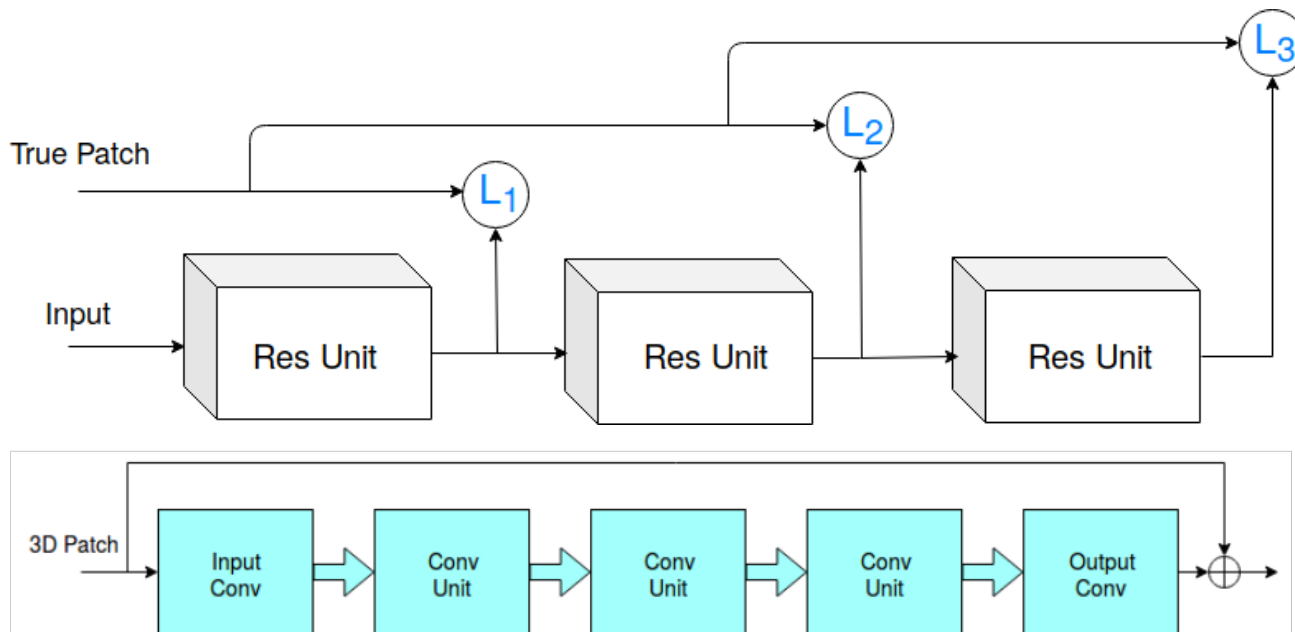 L3
L2
True Patch
L1
Input
Res Unit
Res Unit
Res Unit
3D Patch
Input
Conv
Conv
Unit
Conv
Unit
Conv
Unit
Output
Conv